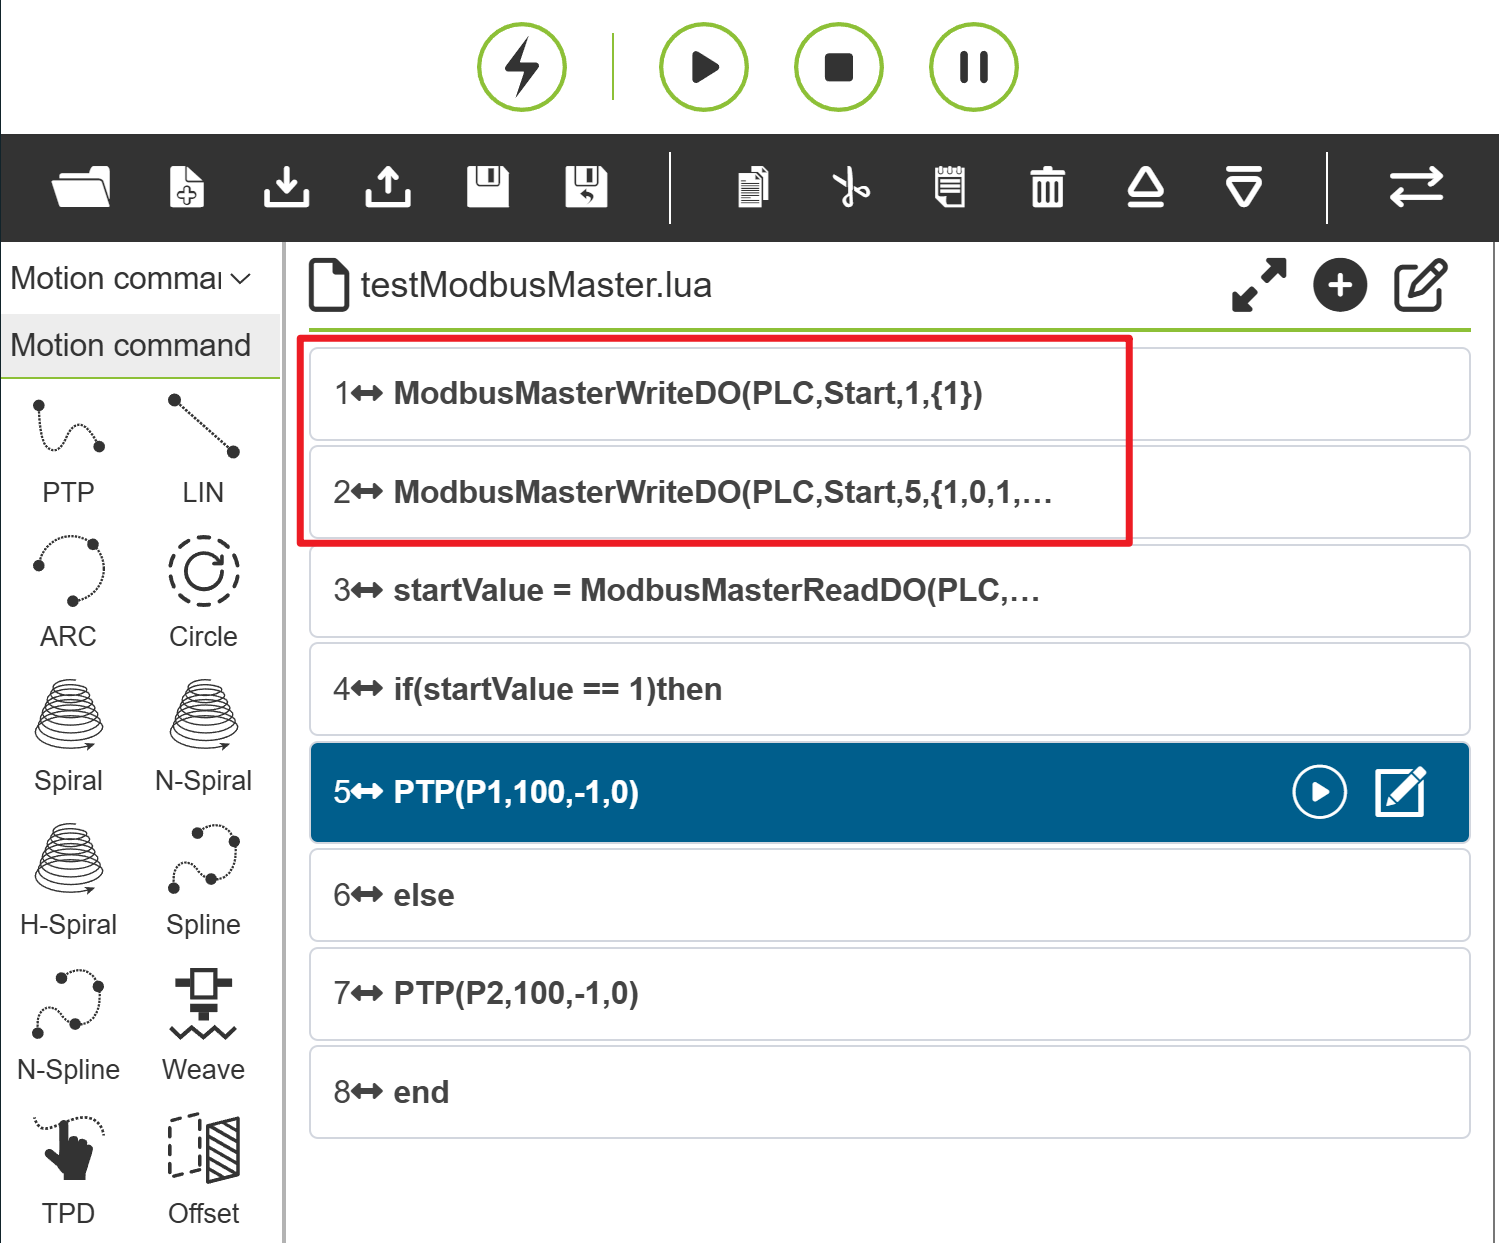 Motion comma
Motion command
PTP
LIN
ARC
Circle
Spiral
N-Spiral
H-Spiral
Spline
N-Spline
Weave
TPD
Offset
testModbusMaster.lua
1 ModbusMasterWriteDO(PLC,Start,1,{1})
2 ModbusMasterWriteDO(PLC,Start,5,{1,0,1,...
3 startValue = ModbusMasterReadDO(PLC,...
4 if(startValue == 1)then
5 PTP(P1,100,-1,0)
6 else
7 PTP(P2,100,-1,0)
8 end